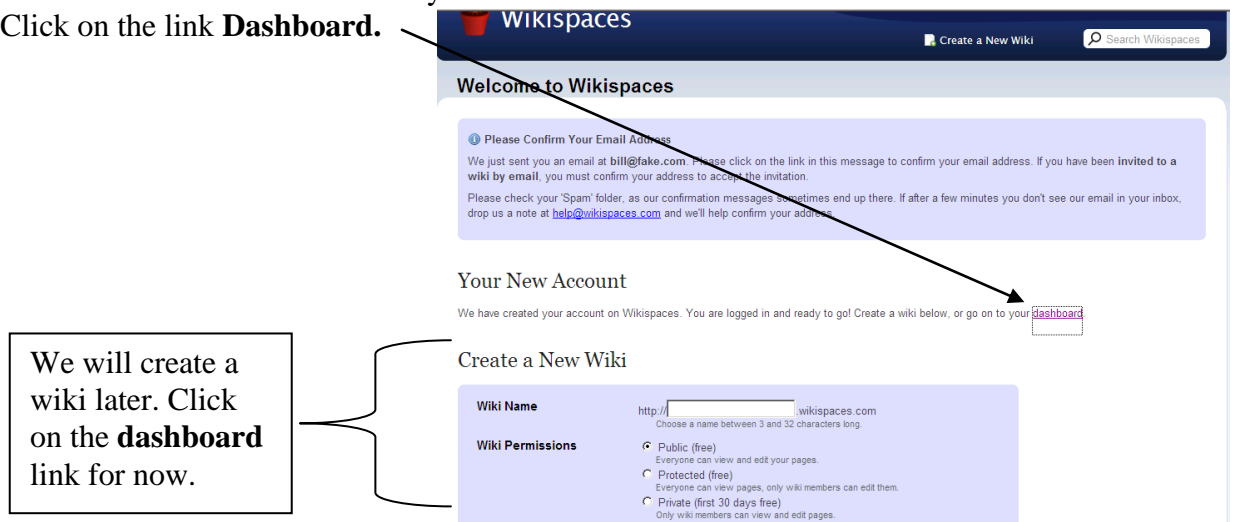 Click on the link Dashboard.
Wikispaces
Create a New Wiki
Search Wikispaces
Welcome to Wikispaces
Please Confirm Your Email Address
We just sent you an email at bill@fake.com. Please click on the link in this message to confirm your email address. If you have been invited to a
wiki by email, you must confirm your address to accept the invitation.
Please check your 'Spam' folder, as our confirmation messages sometimes end up there. If after a few minutes you don't see our email in your inbox,
drop us a note at help@wikispaces.com and we'll help confirm your address.
Your New Account
We have created your account on Wikispaces. You are logged in and ready to go! Create a wiki below, or go on to your dashboard
We will create a
wiki later. Click
on the dashboard
link for now.
Create a New Wiki
Wiki Name
http:// .wikispaces.com
Choose a name between 3 and 32 characters long.
Wiki Permissions
Public (free)
Everyone can view and edit your pages.
Protected (free)
Everyone can view pages, only wiki members can edit them.
Private (first 30 days free)
Only wiki members can view and edit pages.